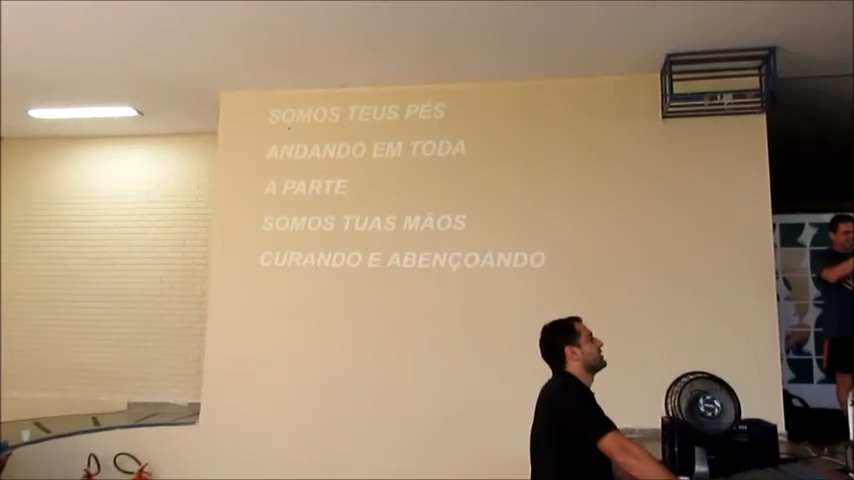 SOMOS TEUS PÉS
ANDANDO EM TODA
A PARTE
SOMOS TUAS MÃOS
CURANDO E ABENÇOANDO